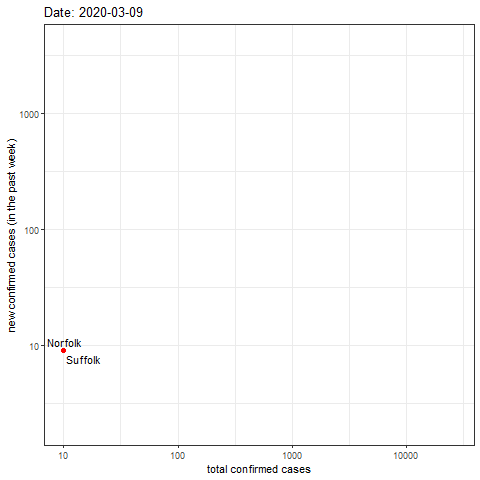 Date: 2020-03-09
new confirmed cases (in the past week)
1000
100
10
Norfolk
Suffolk
10
100
1000
10000
total confirmed cases